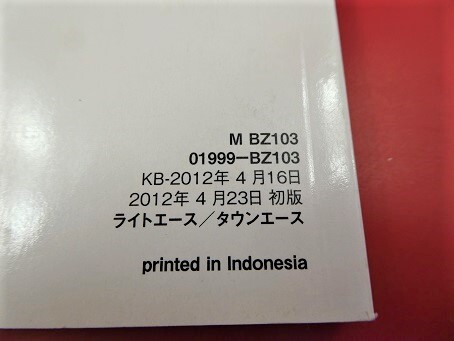 M BZ103
01999-BZ103
KB-2012年 4月16日
2012年 4月23日 初版
ライトエース/タウンエース
printed in Indonesia